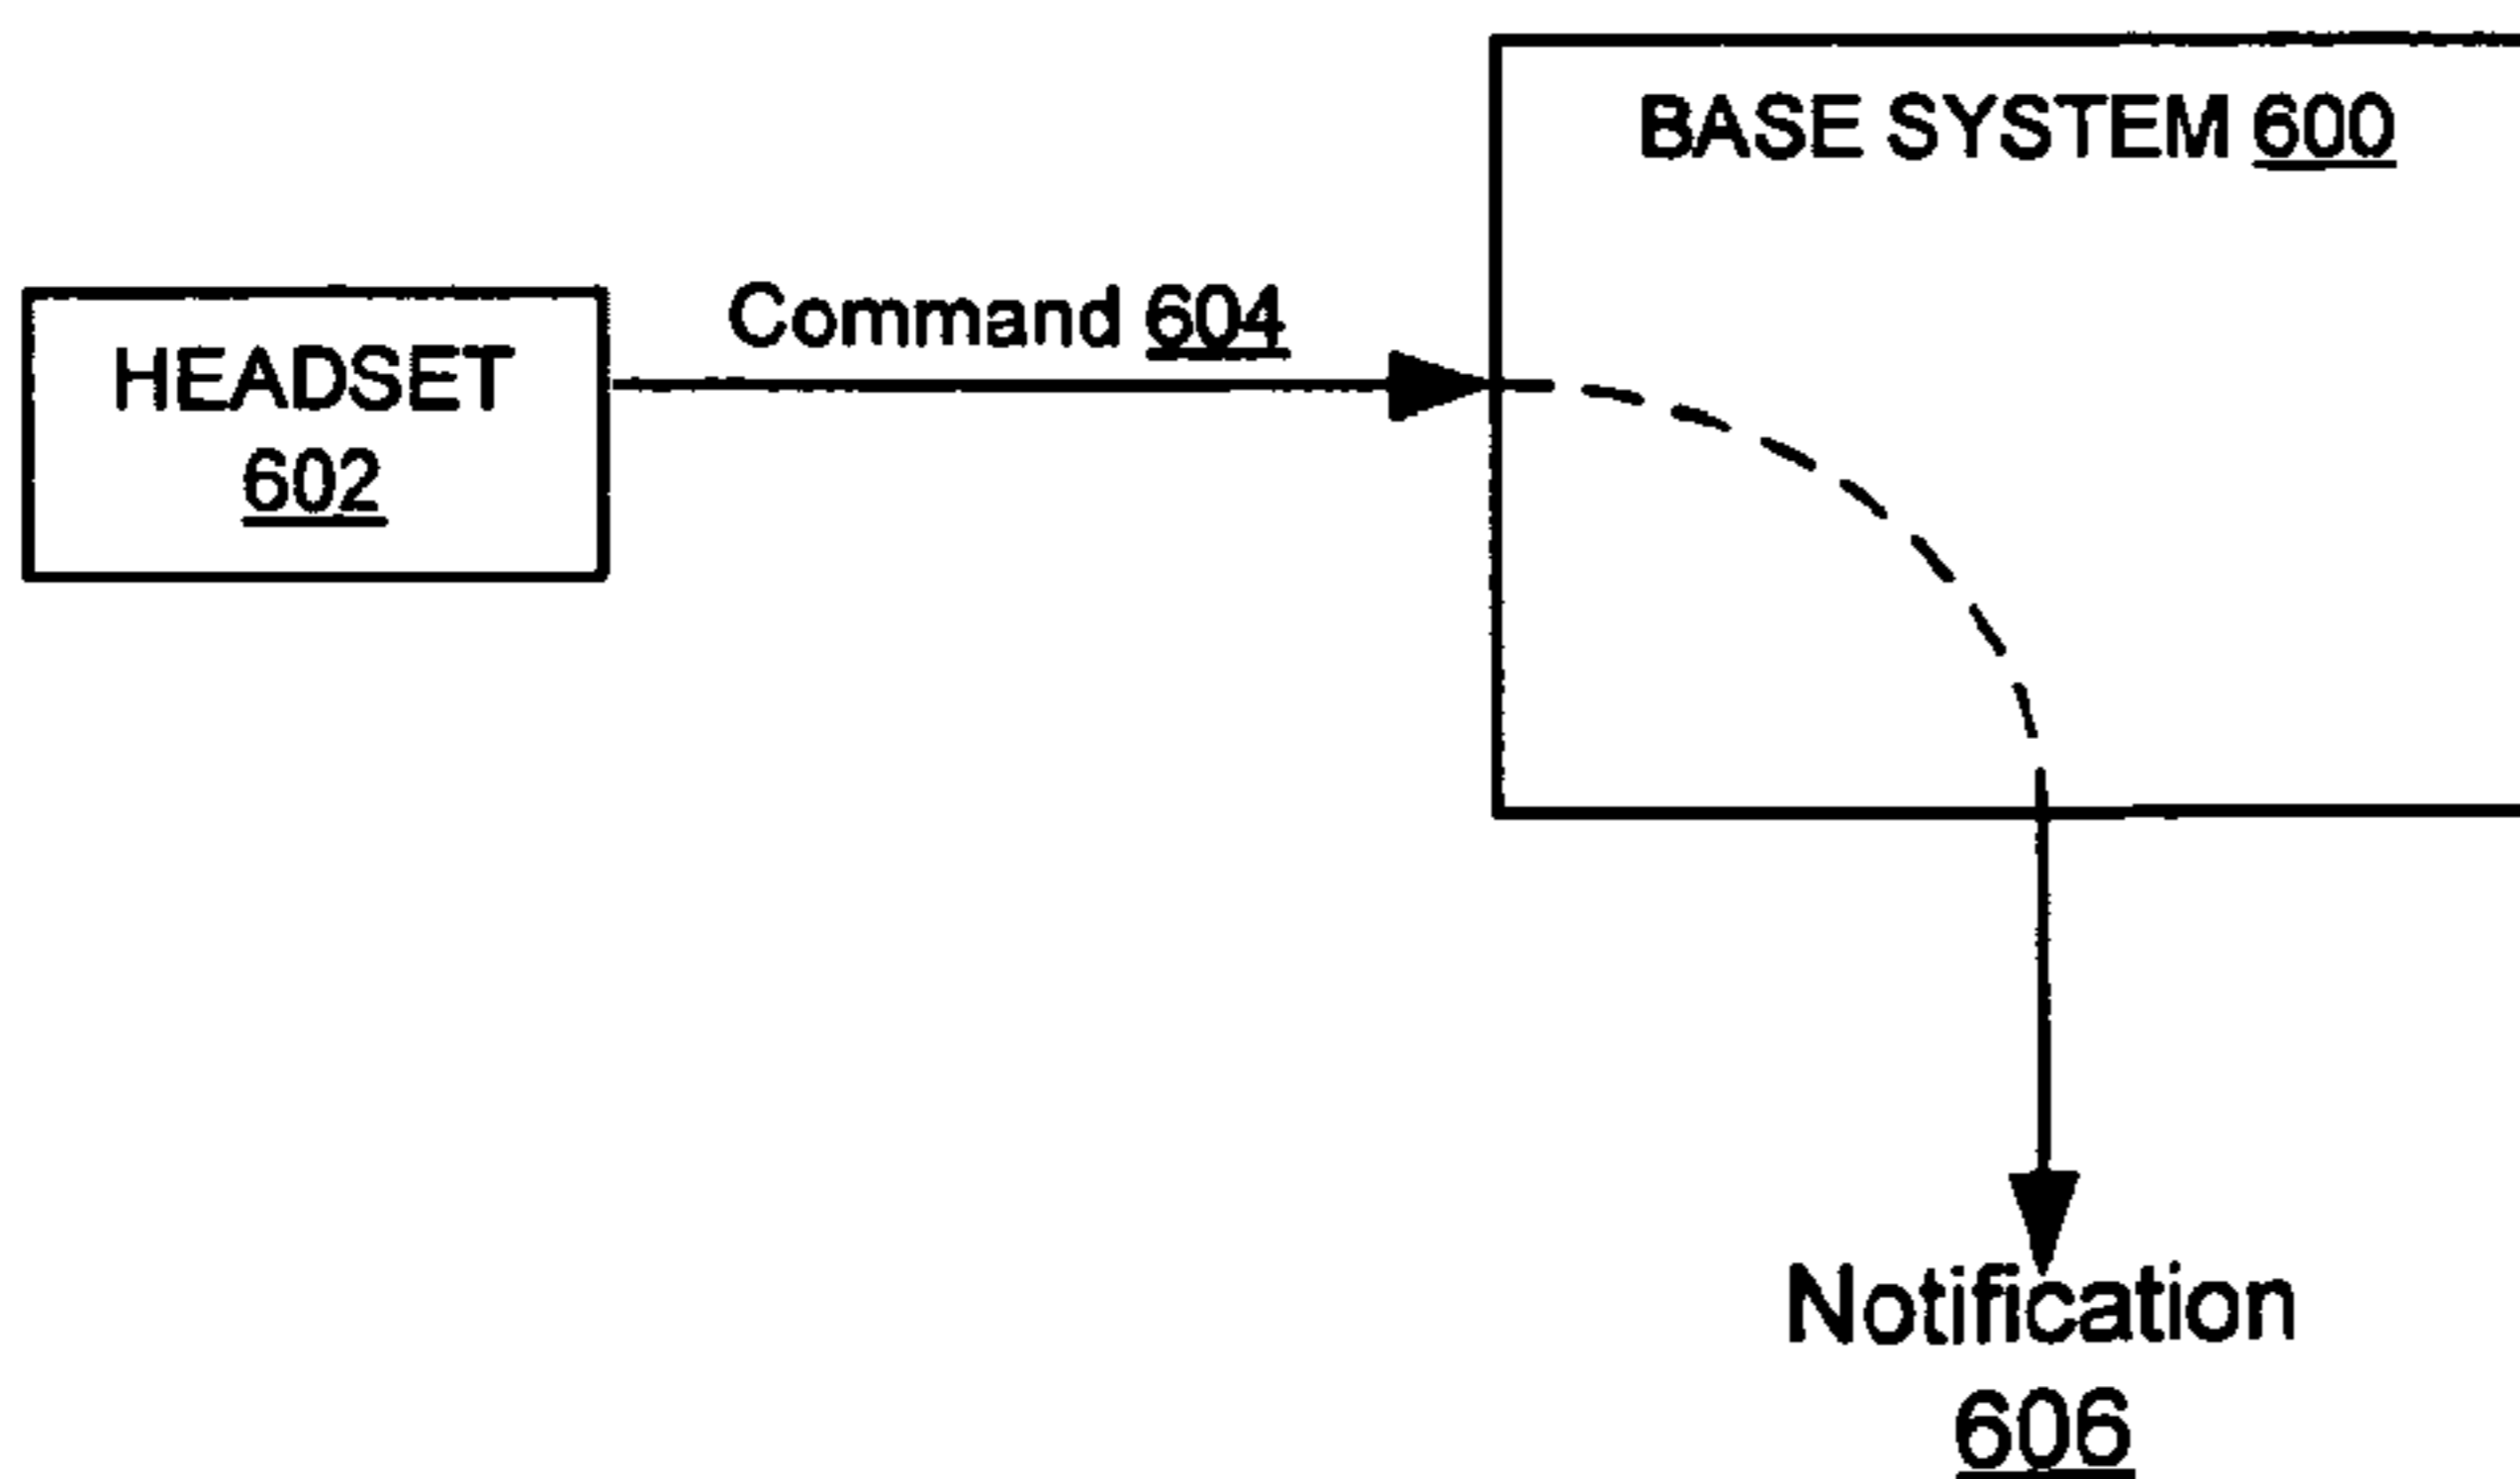 BASE SYSTEM 600
Command 604
HEADSET
602
Notification
606